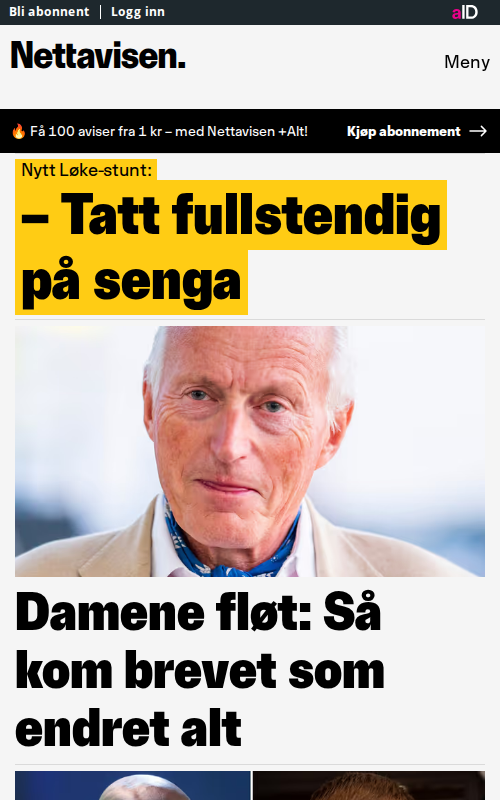 Bli abonnent | Logg inn
aID
Nettavisen.
Meny
🔥 Få 100 aviser fra 1 kr – med Nettavisen +Alt!
Kjøp abonnement →
Nytt Løke-stunt:
– Tatt fullstendig
på senga
Damene fløt: Så
kom brevet som
endret alt